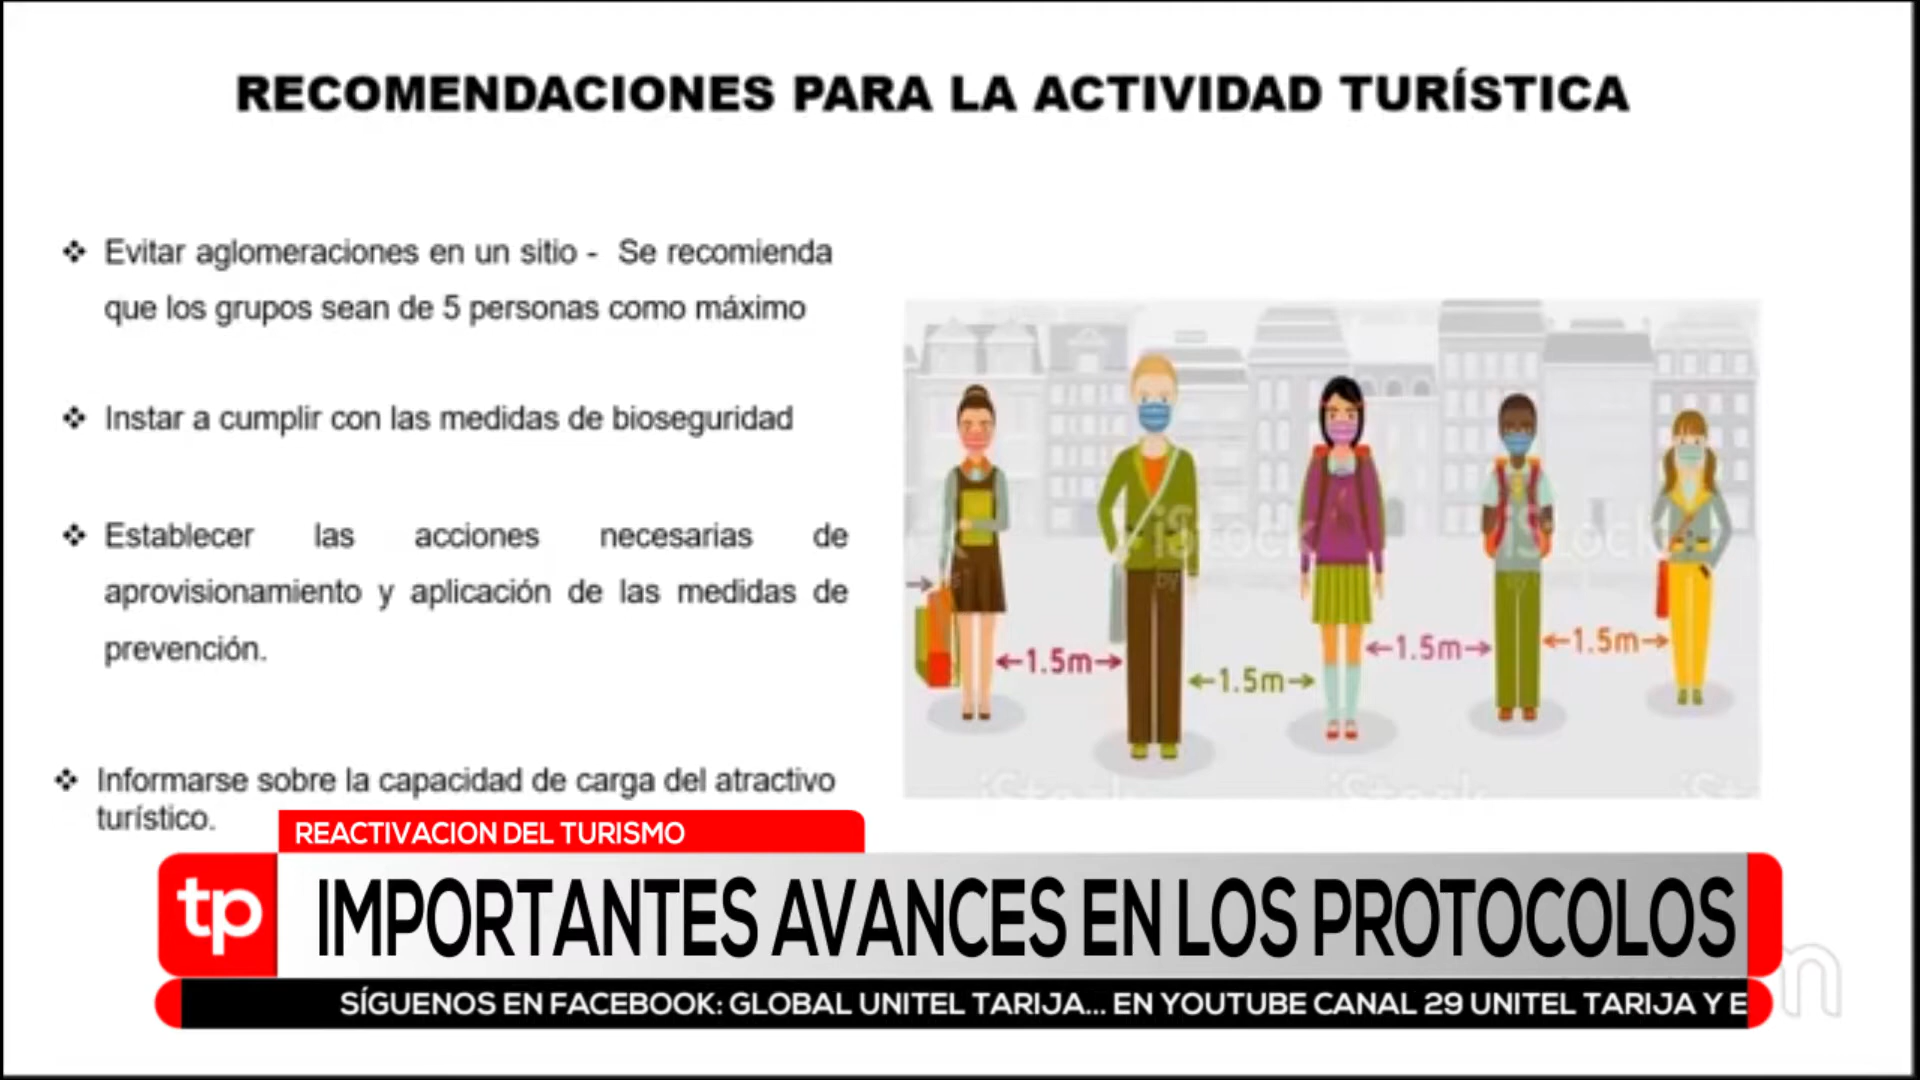 RECOMENDACIONES PARA LA ACTIVIDAD TURÍSTICA
❖ Evitar aglomeraciones en un sitio - Se recomienda
que los grupos sean de 5 personas como máximo
❖ Instar a cumplir con las medidas de bioseguridad
❖ Establecer las acciones necesarias de
aprovisionamiento y aplicación de las medidas de
prevención.
❖ Informarse sobre la capacidad de carga del atractivo
turístico.
iStock
iStock
←1.5m→
←1.5m→
←1.5m→
←1.5m→
REACTIVACION DEL TURISMO
tp
IMPORTANTES AVANCES EN LOS PROTOCOLOS
SÍGUENOS EN FACEBOOK: GLOBAL UNITEL TARIJA... EN YOUTUBE CANAL 29 UNITEL TARIJA Y E